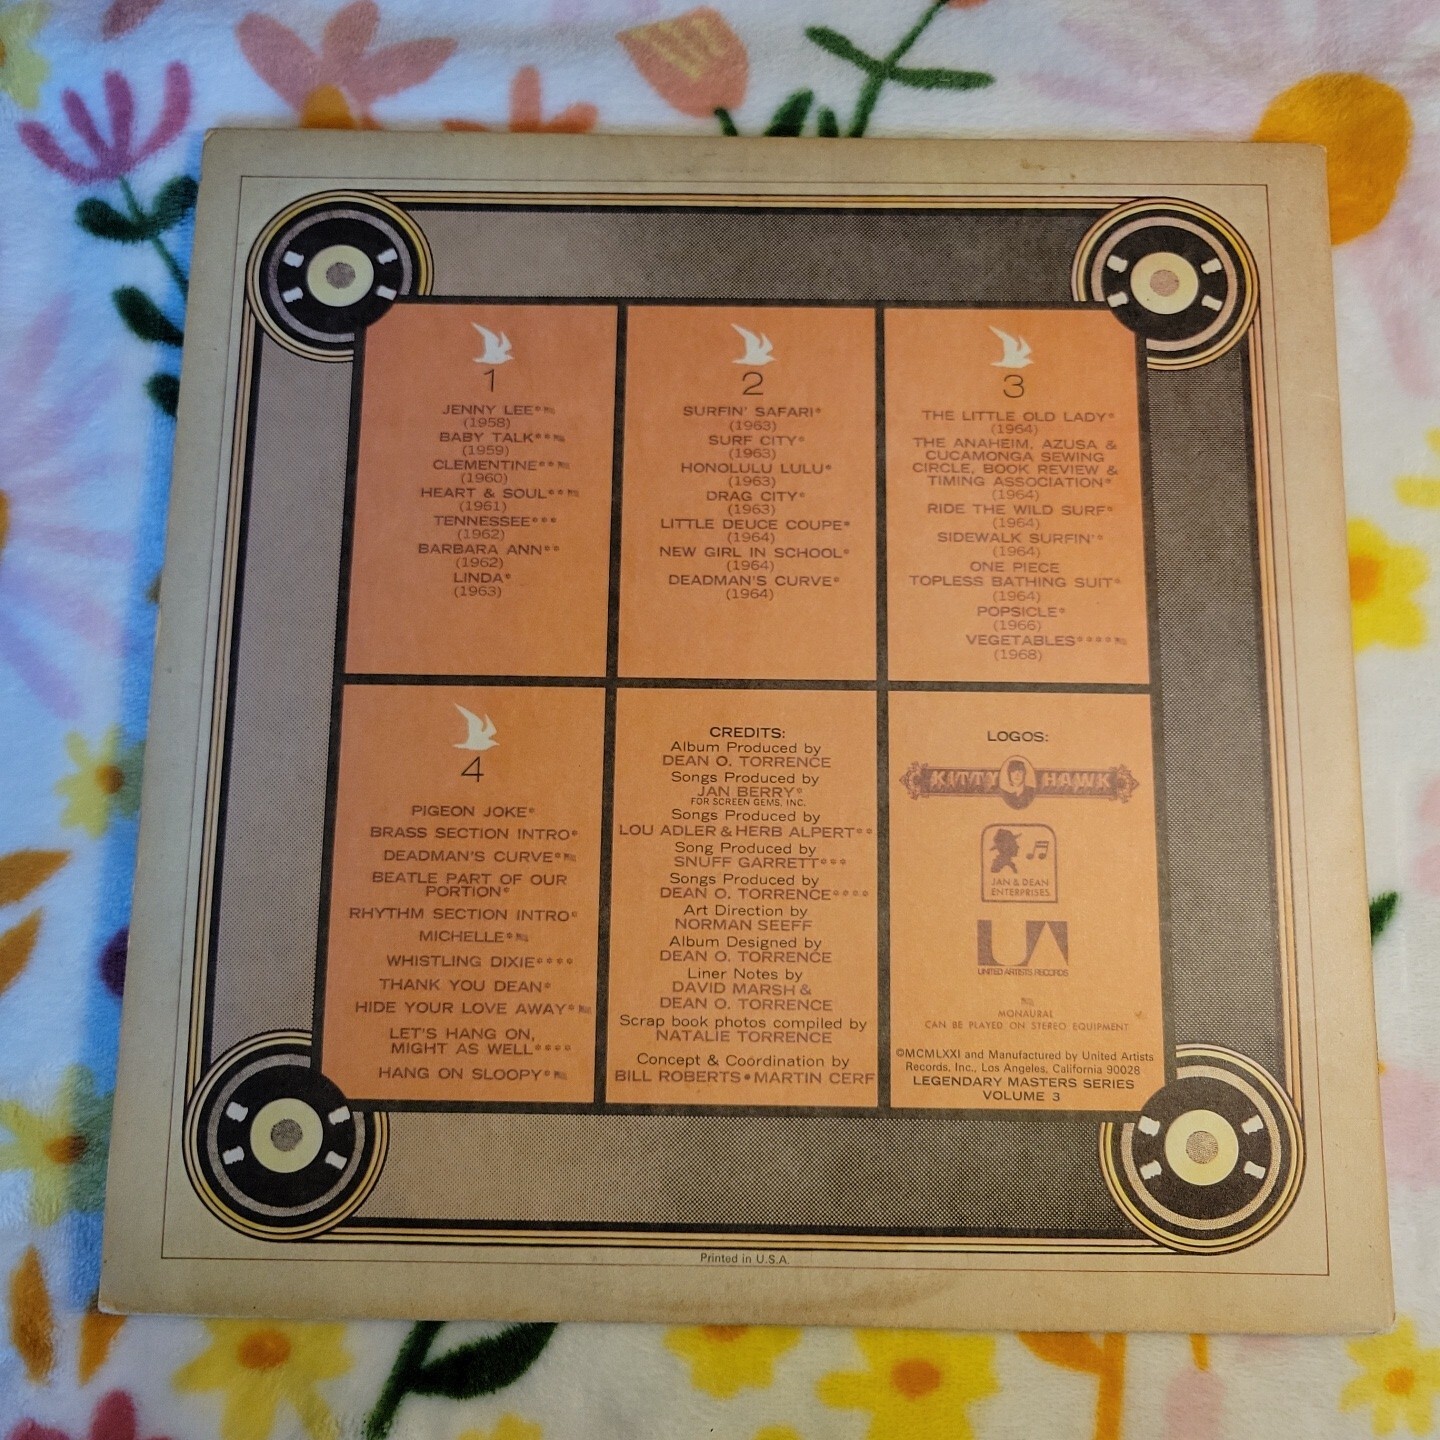 1
JENNY LEE*
(1958)
BABY TALK**
(1959)
CLEMENTINE**
(1960)
HEART & SOUL**
(1961)
TENNESSEE***
(1962)
BARBARA ANN**
(1962)
LINDA*
(1963)
2
SURFIN' SAFARI*
(1963)
SURF CITY*
(1963)
HONOLULU LULU*
(1963)
DRAG CITY*
(1963)
LITTLE DEUCE COUPE*
(1964)
NEW GIRL IN SCHOOL*
(1964)
DEADMAN'S CURVE*
(1964)
3
THE LITTLE OLD LADY*
(1964)
THE ANAHEIM, AZUSA &
CUCAMONGA SEWING
CIRCLE, BOOK REVIEW &
TIMING ASSOCIATION*
(1964)
RIDE THE WILD SURF*
(1964)
SIDEWALK SURFIN'*
(1964)
ONE PIECE
TOPLESS BATHING SUIT*
(1964)
POPSICLE*
(1966)
VEGETABLES****
(1968)
4
PIGEON JOKE*
BRASS SECTION INTRO*
DEADMAN'S CURVE*
BEATLE PART OF OUR
PORTION*
RHYTHM SECTION INTRO*
MICHELLE*
WHISTLING DIXIE****
THANK YOU DEAN*
HIDE YOUR LOVE AWAY*
LET'S HANG ON,
MIGHT AS WELL****
HANG ON SLOOPY*
CREDITS:
Album Produced by
DEAN O. TORRENCE
Songs Produced by
JAN BERRY*
FOR SCREEN GEMS, INC.
Songs Produced by
LOU ADLER & HERB ALPERT**
Song Produced by
SNUFF GARRETT***
Songs Produced by
DEAN O. TORRENCE****
Art Direction by
NORMAN SEEFF
Album Designed by
DEAN O. TORRENCE
Liner Notes by
DAVID MARSH &
DEAN O. TORRENCE
Scrap book photos compiled by
NATALIE TORRENCE
Concept & Coordination by
BILL ROBERTS • MARTIN CERF
LOGOS:
KITTY HAWK
JAN & DEAN
ENTERPRISES
UA
UNITED ARTISTS RECORDS
MONAURAL
CAN BE PLAYED ON STEREO EQUIPMENT
©MCMLXXI and Manufactured by United Artists
Records, Inc., Los Angeles, California 90028
LEGENDARY MASTERS SERIES
VOLUME 3
Printed in U.S.A.